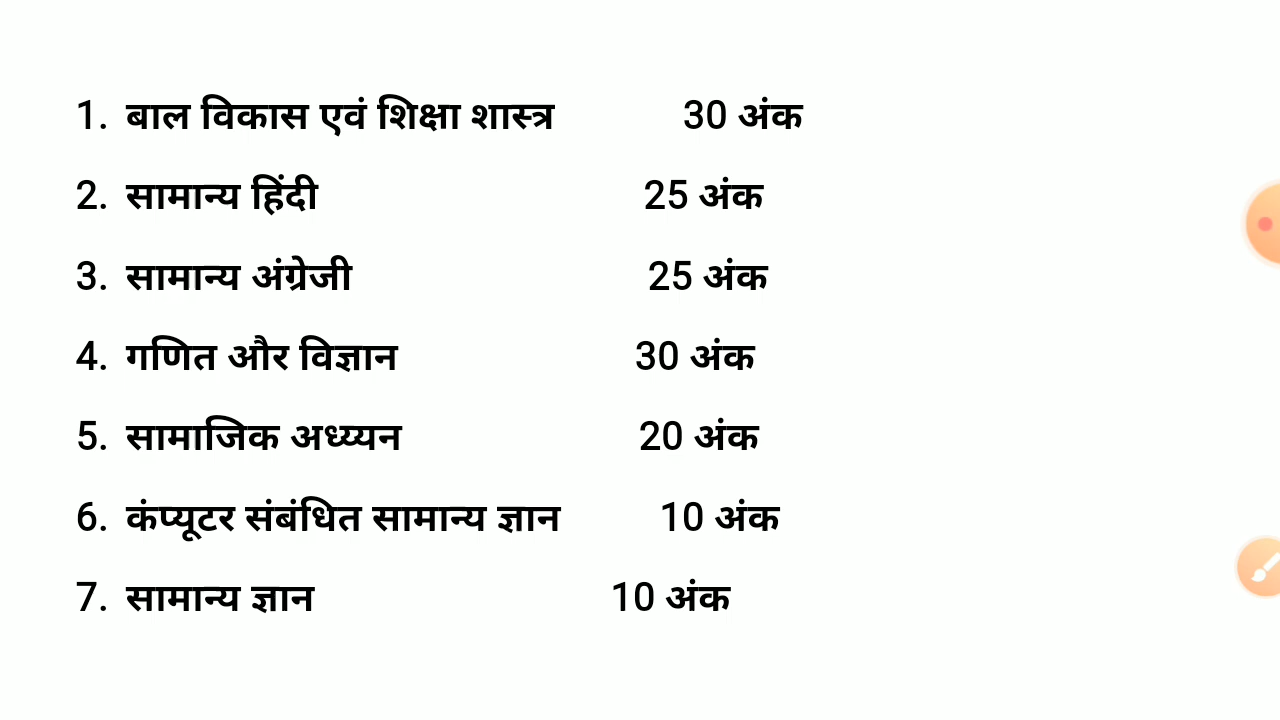 1. बाल विकास एवं शिक्षा शास्त्र 30 अंक
2. सामान्य हिंदी 25 अंक
3. सामान्य अंग्रेजी 25 अंक
4. गणित और विज्ञान 30 अंक
5. सामाजिक अध्य्यन 20 अंक
6. कंप्यूटर संबंधित सामान्य ज्ञान 10 अंक
7. सामान्य ज्ञान 10 अंक